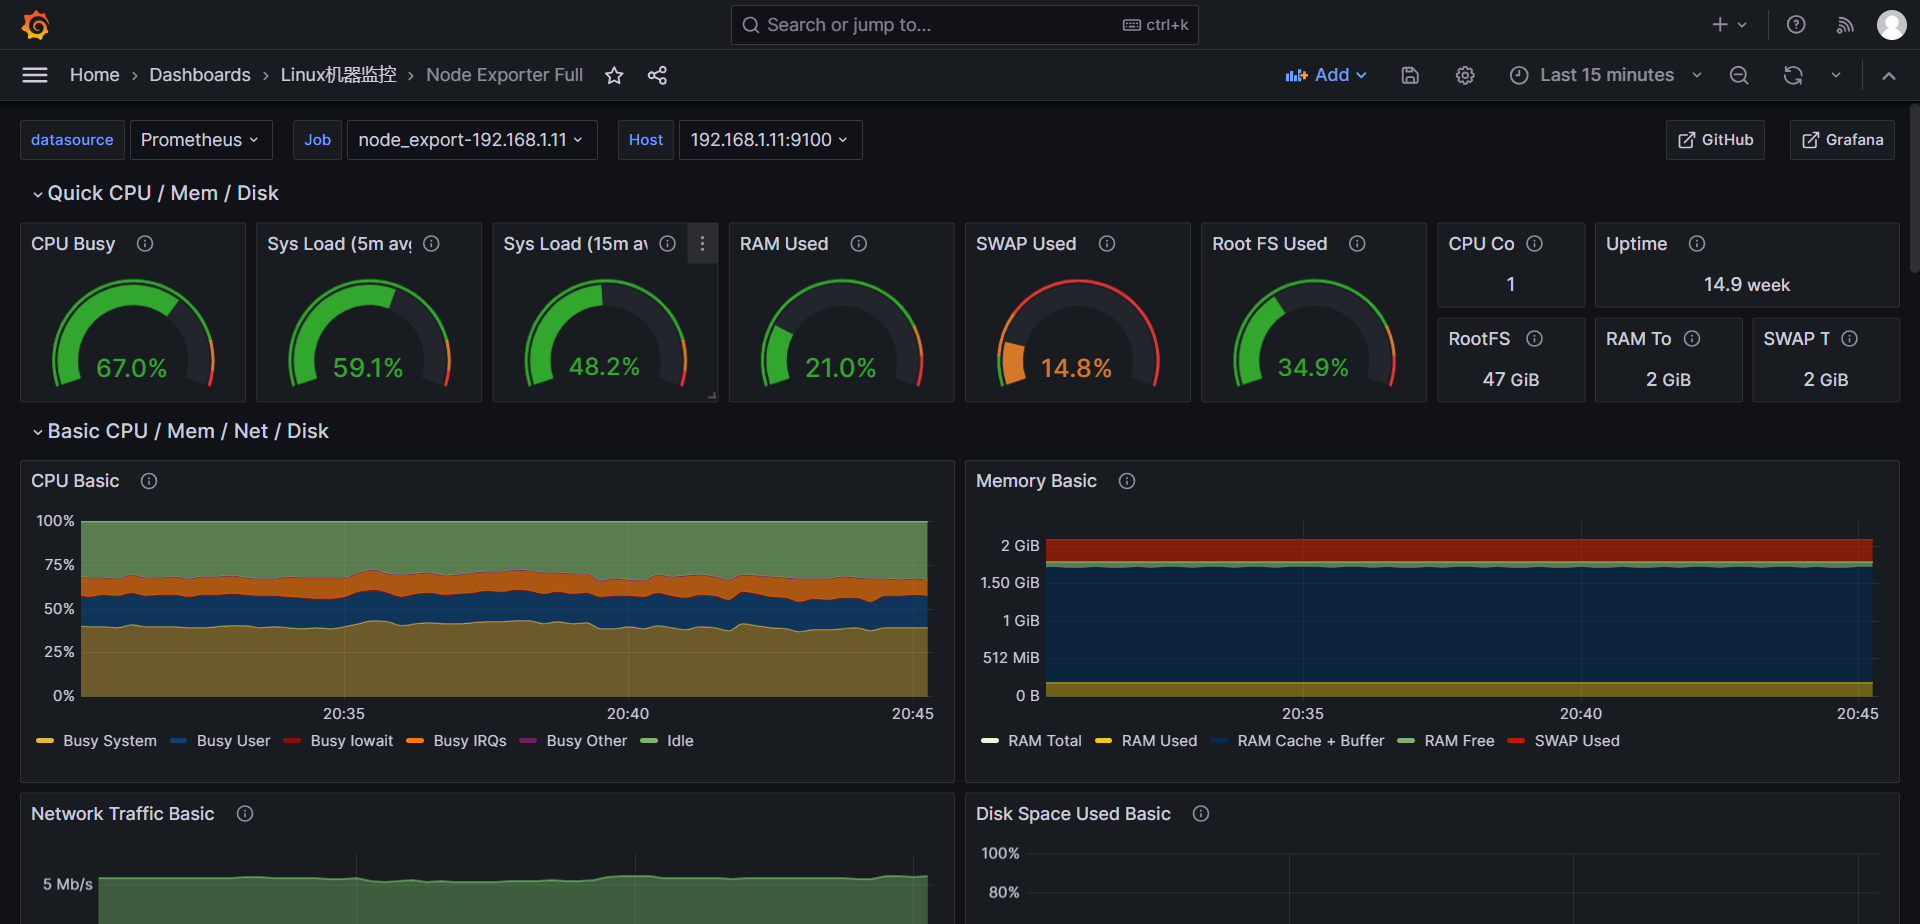 Search or jump to...
ctrl+k
Home
Dashboards
Linux机器监控
Node Exporter Full
Add
Last 15 minutes
datasource
Prometheus
Job
node_export-192.168.1.11
Host
192.168.1.11:9100
GitHub
Grafana
Quick CPU / Mem / Disk
CPU Busy
67.0%
Sys Load (5m avg
59.1%
Sys Load (15m av
48.2%
RAM Used
21.0%
SWAP Used
14.8%
Root FS Used
34.9%
CPU Co
1
Uptime
14.9 week
RootFS
47 GiB
RAM To
2 GiB
SWAP T
2 GiB
Basic CPU / Mem / Net / Disk
CPU Basic
100%
75%
50%
25%
0%
20:35
20:40
20:45
Busy System
Busy User
Busy Iowait
Busy IRQs
Busy Other
Idle
Memory Basic
2 GiB
1.50 GiB
1 GiB
512 MiB
0 B
20:35
20:40
20:45
RAM Total
RAM Used
RAM Cache + Buffer
RAM Free
SWAP Used
Network Traffic Basic
5 Mb/s
Disk Space Used Basic
100%
80%